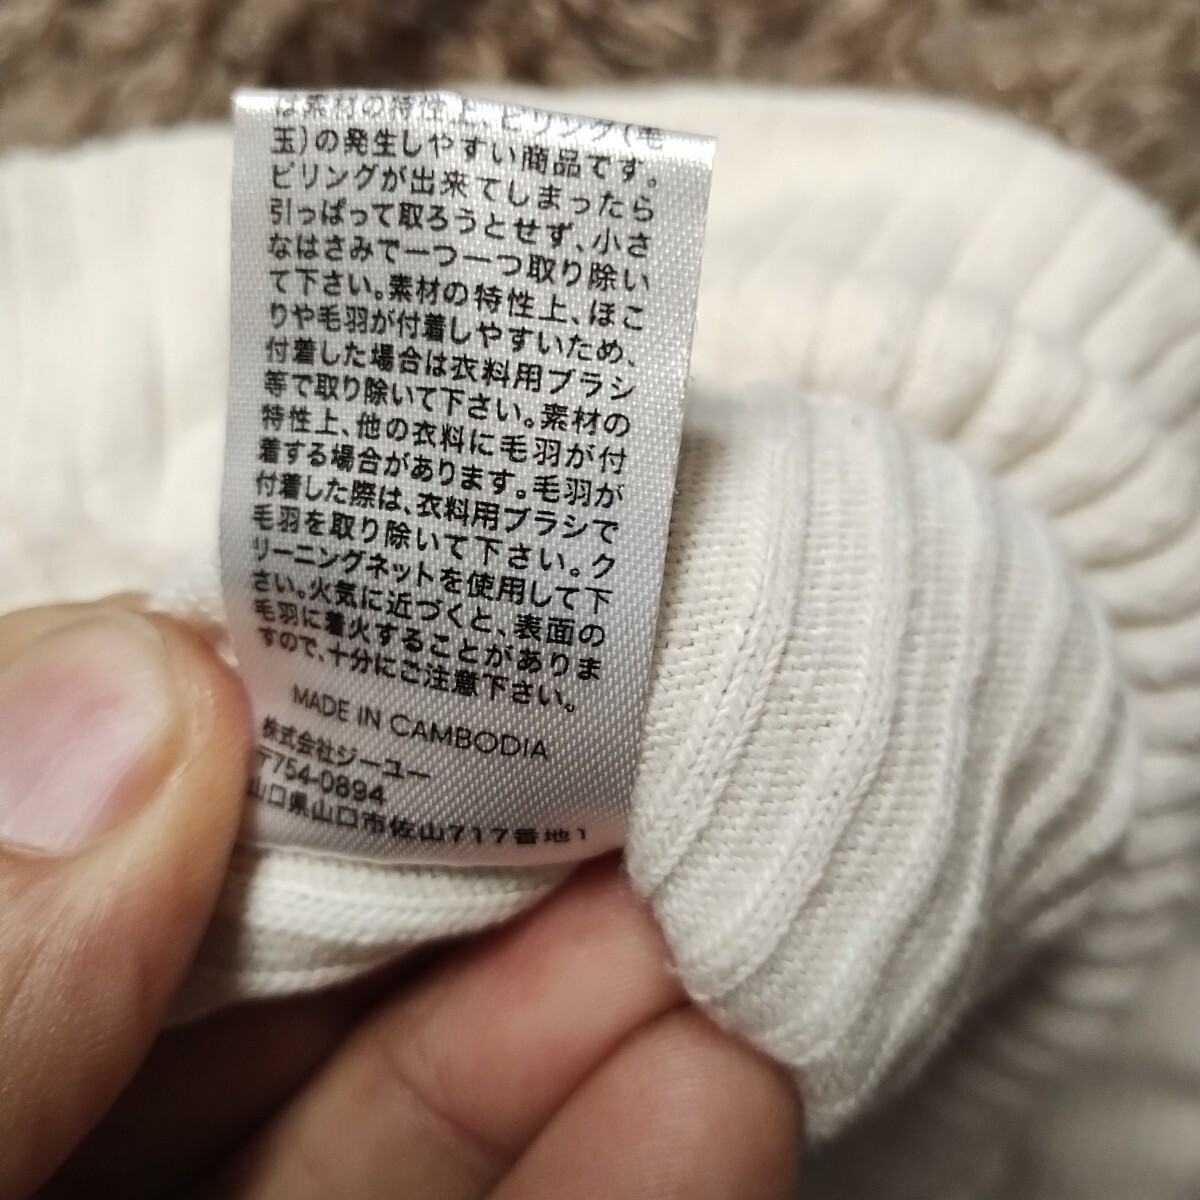 は素材の特性上、ピリング(毛
玉)の発生しやすい商品です。
ピリングが出来てしまったら
引っぱって取ろうとせず、小さ
なはさみで一つ一つ取り除い
て下さい。素材の特性上、ほこ
りや毛羽が付着しやすいため、
付着した場合は衣料用ブラシ
等で取り除いて下さい。素材の
特性上、他の衣料に毛羽が付
着する場合があります。毛羽が
付着した際は、衣料用ブラシで
毛羽を取り除いて下さい。ク
リーニングネットを使用して下
さい。火気に近づくと、表面の
毛羽に着火することがありま
すので、十分にご注意下さい。
MADE IN CAMBODIA
株式会社ジーユー
〒754-0894
山口県山口市佐山717番地1